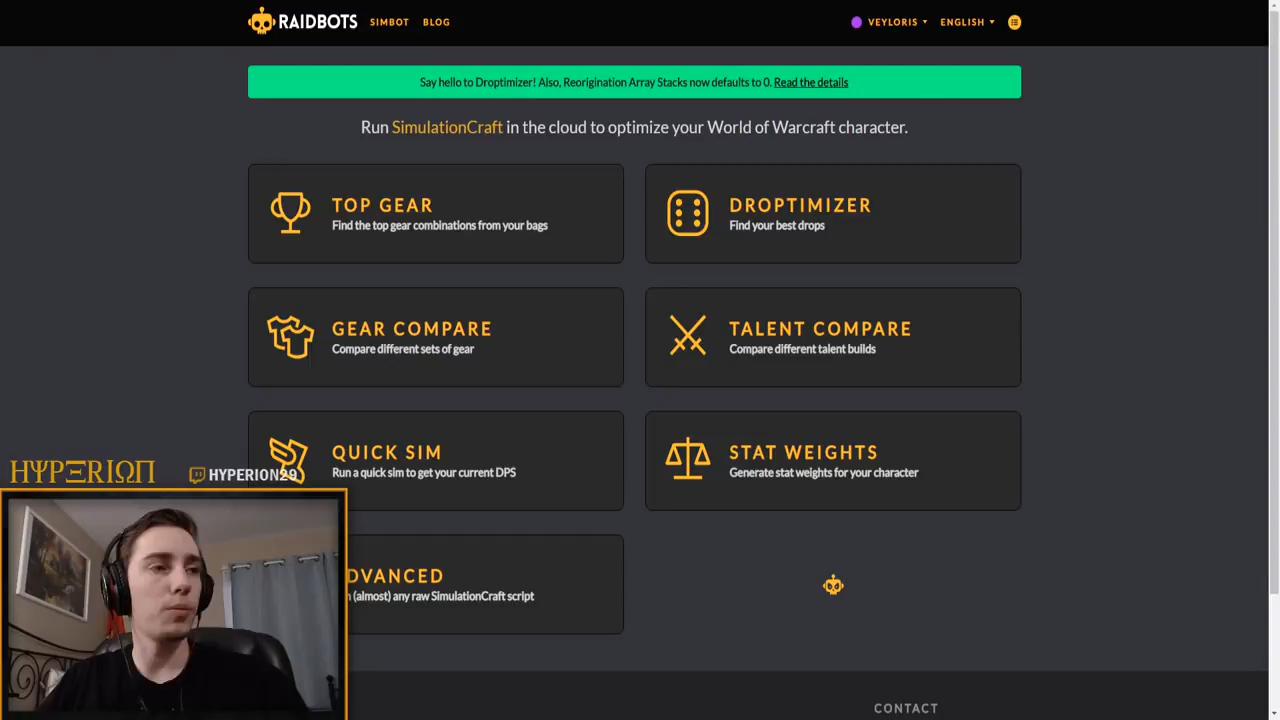 RAIDBOTS SIMBOT BLOG VEYLORIS ENGLISH
Say hello to Droptimizer! Also, Reorigination Array Stacks now defaults to 0. Read the details
Run SimulationCraft in the cloud to optimize your World of Warcraft character.
TOP GEAR
Find the top gear combinations from your bags
DROPTIMIZER
Find your best drops
GEAR COMPARE
Compare different sets of gear
TALENT COMPARE
Compare different talent builds
QUICK SIM
Run a quick sim to get your current DPS
STAT WEIGHTS
Generate stat weights for your character
HΨPΞRIΩΠ HYPERION29
DVANCED
(almost) any raw SimulationCraft script
CONTACT